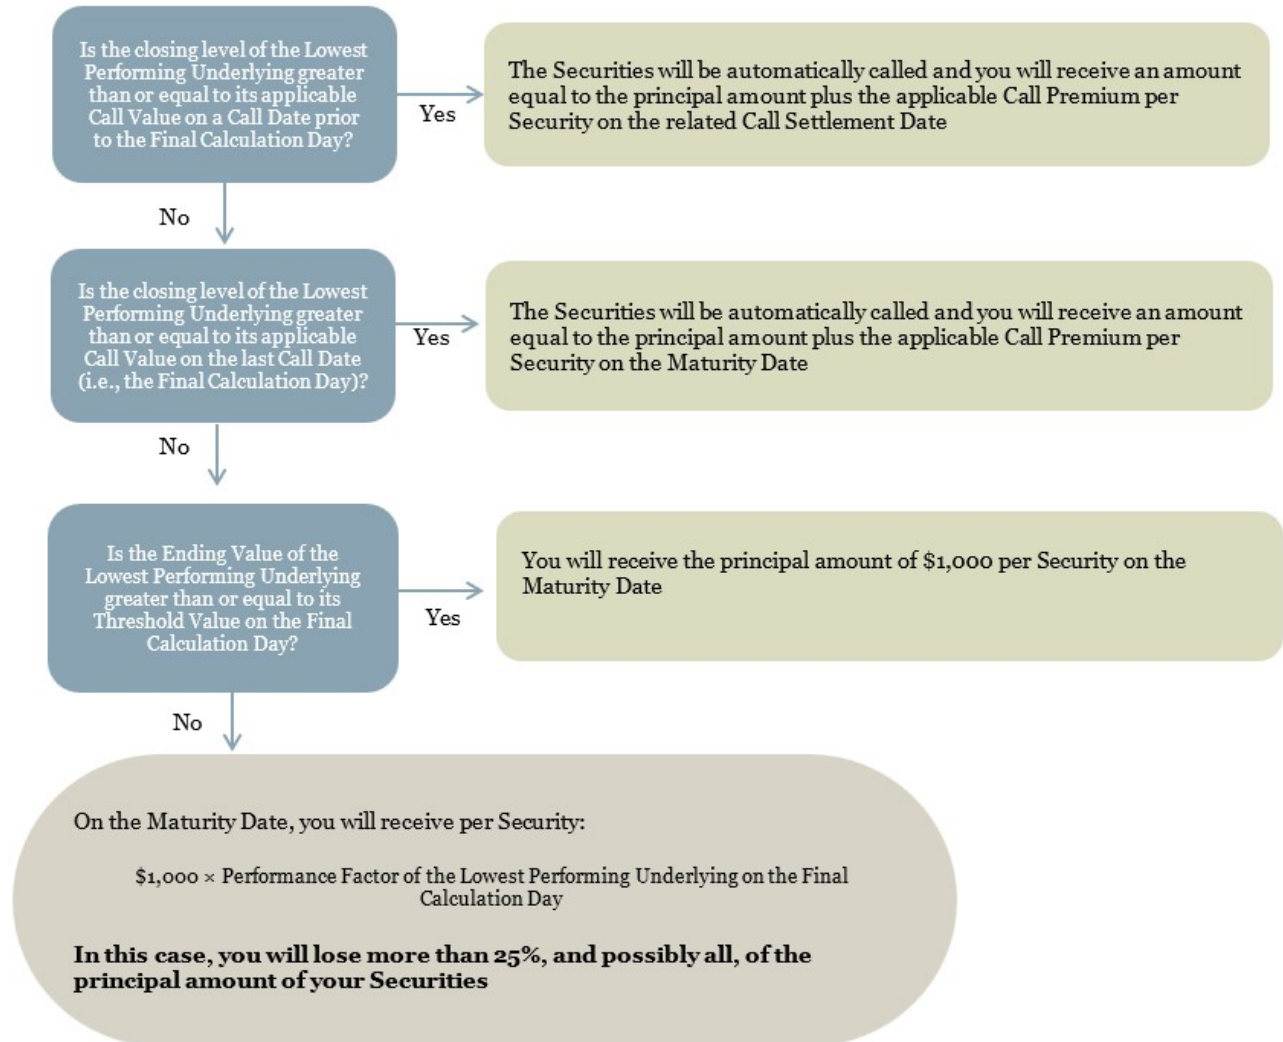 Is the closing level of the Lowest
Performing Underlying greater
than or equal to its applicable
Call Value on a Call Date prior
to the Final Calculation Day?
Yes
The Securities will be automatically called and you will receive an amount
equal to the principal amount plus the applicable Call Premium per
Security on the related Call Settlement Date
No
Is the closing level of the Lowest
Performing Underlying greater
than or equal to its applicable
Call Value on the last Call Date
(i.e., the Final Calculation Day)?
Yes
The Securities will be automatically called and you will receive an amount
equal to the principal amount plus the applicable Call Premium per
Security on the Maturity Date
No
Is the Ending Value of the
Lowest Performing Underlying
greater than or equal to its
Threshold Value on the Final
Calculation Day?
Yes
You will receive the principal amount of $1,000 per Security on the
Maturity Date
No
On the Maturity Date, you will receive per Security:
$1,000 × Performance Factor of the Lowest Performing Underlying on the Final
Calculation Day
In this case, you will lose more than 25%, and possibly all, of the
principal amount of your Securities